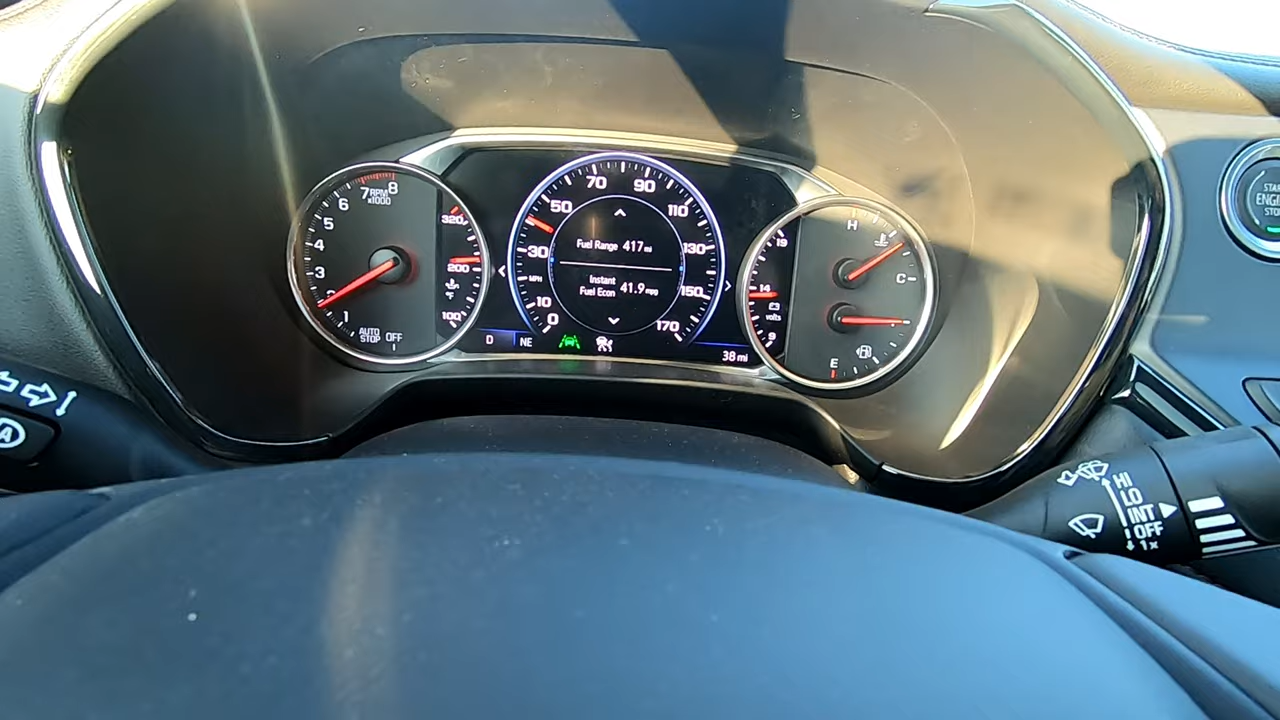 8
7 RPM
x1000
6
5
4
3
1
AUTO
STOP OFF
320
200
°F
100
70 90
50 110
30 130
MPH
150
10
0 170
Fuel Range 417 mi
Instant
Fuel Econ 41.9 mpg
D NE
38 mi
19
14
volts
9
H
C
E
START
ENGINE
STOP
A
HI
LO
INT
OFF
1x